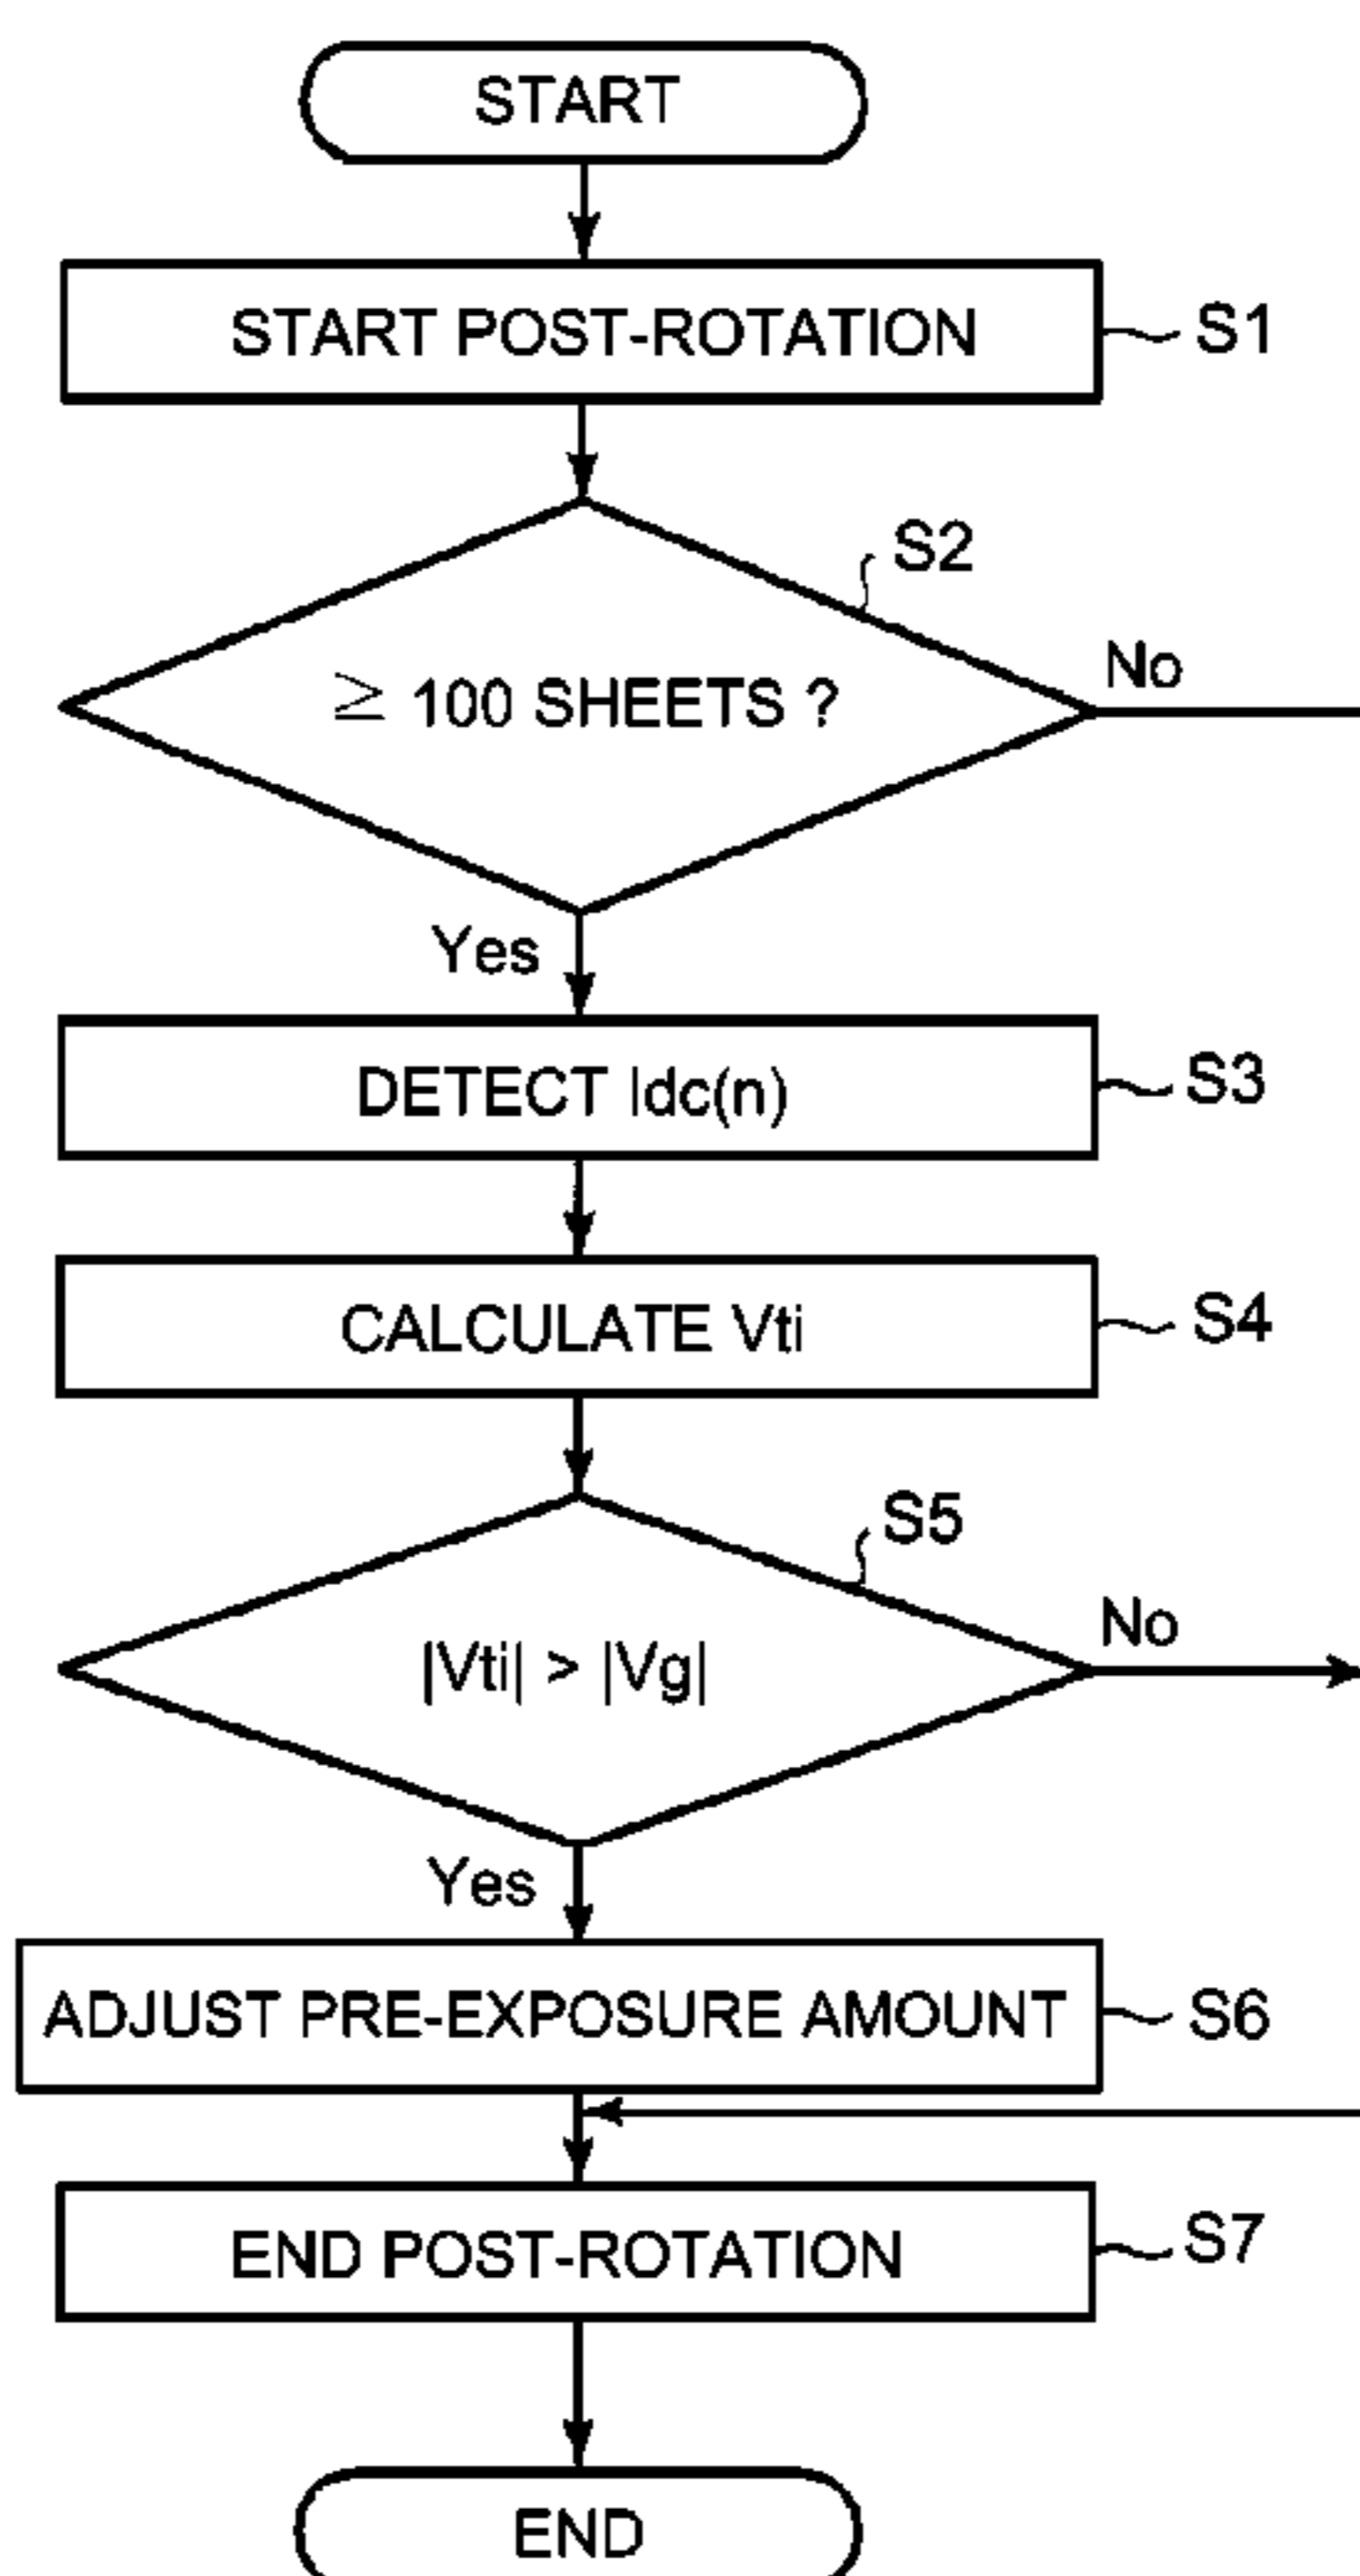 START
START POST-ROTATION
S1
S2
≥ 100 SHEETS ?
No
Yes
DETECT Idc(n)
S3
CALCULATE Vti
S4
S5
|Vti| > |Vg|
No
Yes
ADJUST PRE-EXPOSURE AMOUNT
S6
END POST-ROTATION
S7
END